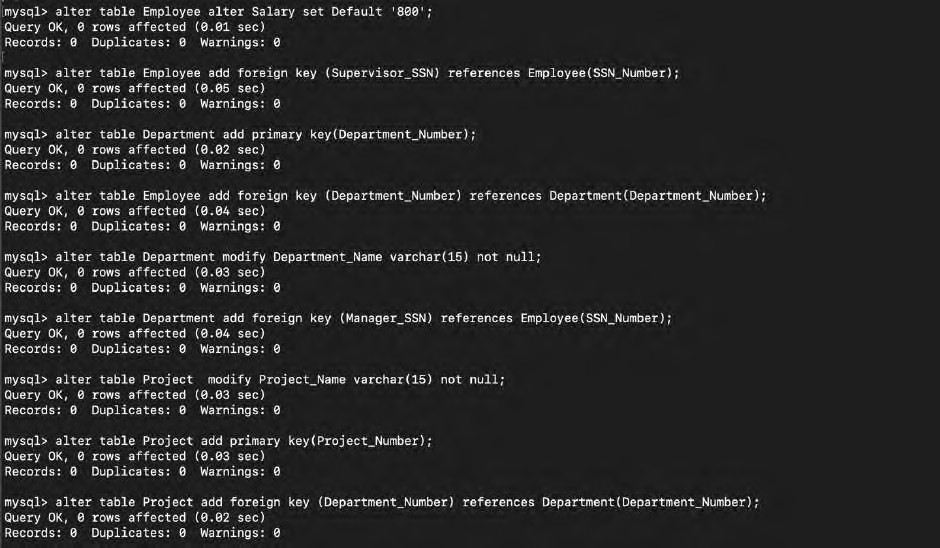 mysql> alter table Employee alter Salary set Default '800';
Query OK, 0 rows affected (0.01 sec)
Records: 0  Duplicates: 0  Warnings: 0
mysql> alter table Employee add foreign key (Supervisor_SSN) references Employee(SSN_Number);
Query OK, 0 rows affected (0.05 sec)
Records: 0  Duplicates: 0  Warnings: 0
mysql> alter table Department add primary key(Department_Number);
Query OK, 0 rows affected (0.02 sec)
Records: 0  Duplicates: 0  Warnings: 0
mysql> alter table Employee add foreign key (Department_Number) references Department(Department_Number);
Query OK, 0 rows affected (0.04 sec)
Records: 0  Duplicates: 0  Warnings: 0
mysql> alter table Department modify Department_Name varchar(15) not null;
Query OK, 0 rows affected (0.03 sec)
Records: 0  Duplicates: 0  Warnings: 0
mysql> alter table Department add foreign key (Manager_SSN) references Employee(SSN_Number);
Query OK, 0 rows affected (0.04 sec)
Records: 0  Duplicates: 0  Warnings: 0
mysql> alter table Project  modify Project_Name varchar(15) not null;
Query OK, 0 rows affected (0.03 sec)
Records: 0  Duplicates: 0  Warnings: 0
mysql> alter table Project add primary key(Project_Number);
Query OK, 0 rows affected (0.03 sec)
Records: 0  Duplicates: 0  Warnings: 0
mysql> alter table Project add foreign key (Department_Number) references Department(Department_Number);
Query OK, 0 rows affected (0.02 sec)
Records: 0  Duplicates: 0  Warnings: 0